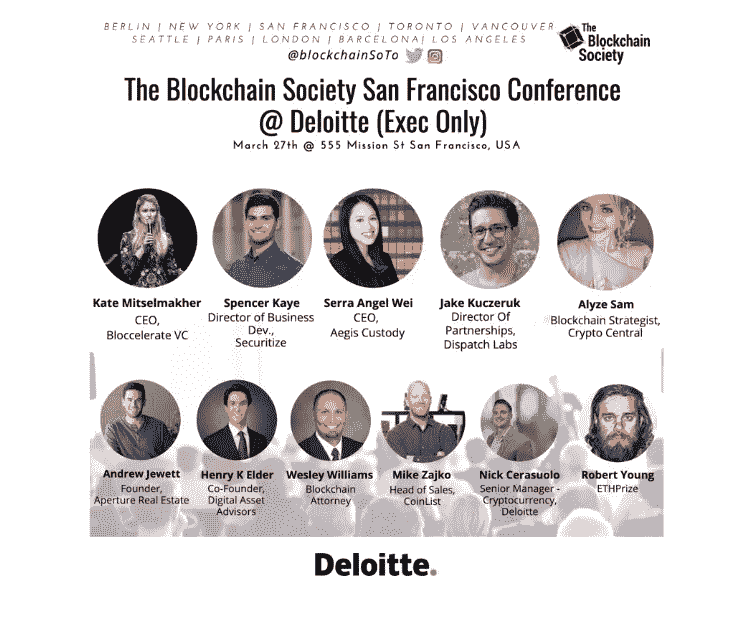 BERLIN | NEW YORK | SAN FRANCISCO | TORONTO | VANCOUVER
SEATTLE | PARIS | LONDON | BARCELONA| LOS ANGELES
@blockchainSoTo
The
Blockchain
Society
The Blockchain Society San Francisco Conference
@ Deloitte (Exec Only)
March 27th @ 555 Mission St San Francisco, USA
Kate Mitselmakher
CEO,
Bloccelerate VC
Spencer Kaye
Director of Business
Dev.,
Securitize
Serra Angel Wei
CEO,
Aegis Custody
Jake Kuczeruk
Director Of
Partnerships,
Dispatch Labs
Alyze Sam
Blockchain Strategist,
Crypto Central
Andrew Jewett
Founder,
Aperture Real Estate
Henry K Elder
Co-Founder,
Digital Asset
Advisors
Wesley Williams
Blockchain
Attorney
Mike Zajko
Head of Sales,
CoinList
Nick Cerasuolo
Senior Manager -
Cryptocurrency,
Deloitte
Robert Young
ETHPrize
Deloitte.